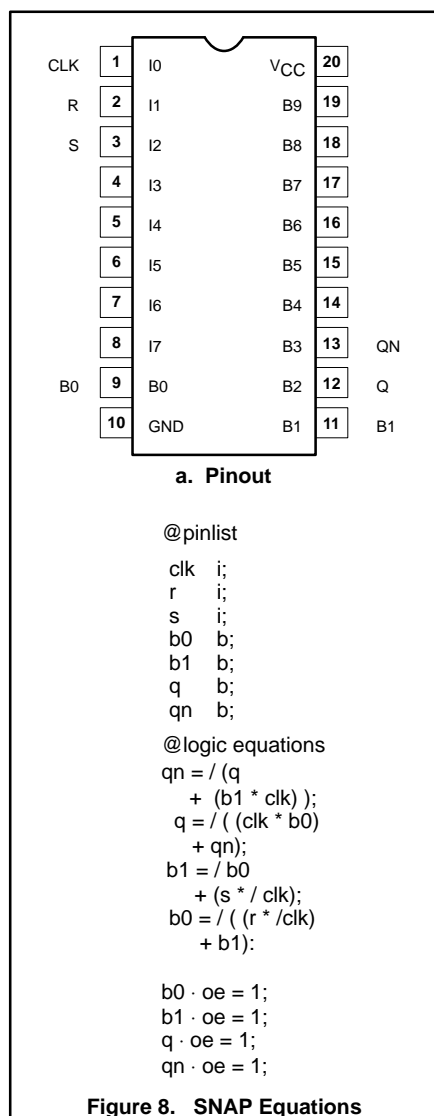 CLK 1 I0 VCC 20
R 2 I1 B9 19
S 3 I2 B8 18
4 I3 B7 17
5 I4 B6 16
6 I5 B5 15
7 I6 B4 14
8 I7 B3 13 QN
B0 9 B0 B2 12 Q
10 GND B1 11 B1
a. Pinout
@pinlist
clk i;
r i;
s i;
b0 b;
b1 b;
q b;
qn b;
@logic equations
qn = / (q
+ (b1 * clk) );
q = / ( (clk * b0)
+ qn);
b1 = / b0
+ (s * / clk);
b0 = / ( (r * /clk)
+ b1):
b0 · oe = 1;
b1 · oe = 1;
q · oe = 1;
qn · oe = 1;
Figure 8. SNAP Equations